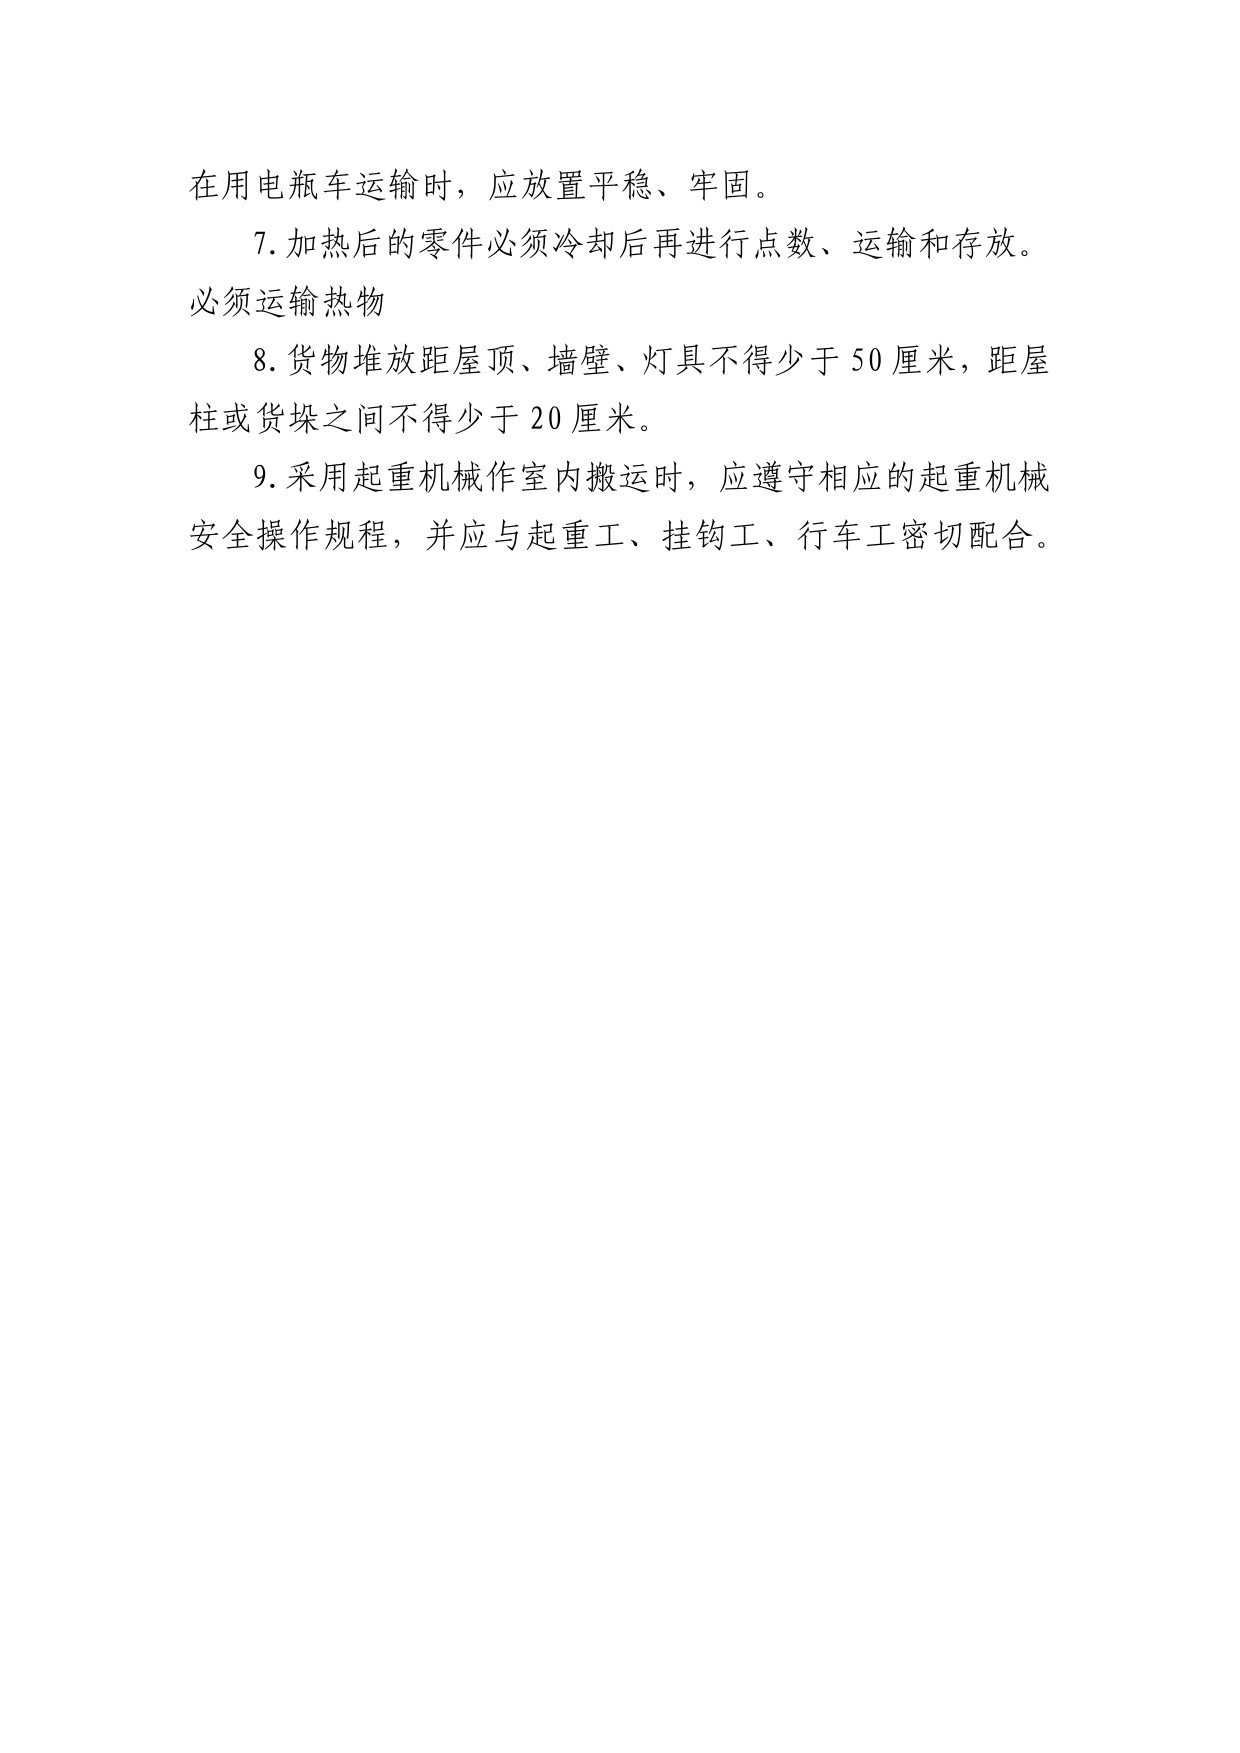 在用电瓶车运输时，应放置平稳、牢固。
7.加热后的零件必须冷却后再进行点数、运输和存放。
必须运输热物
8.货物堆放距屋顶、墙壁、灯具不得少于 50 厘米，距屋
柱或货垛之间不得少于 20 厘米。
9.采用起重机械作室内搬运时，应遵守相应的起重机械
安全操作规程，并应与起重工、挂钩工、行车工密切配合。